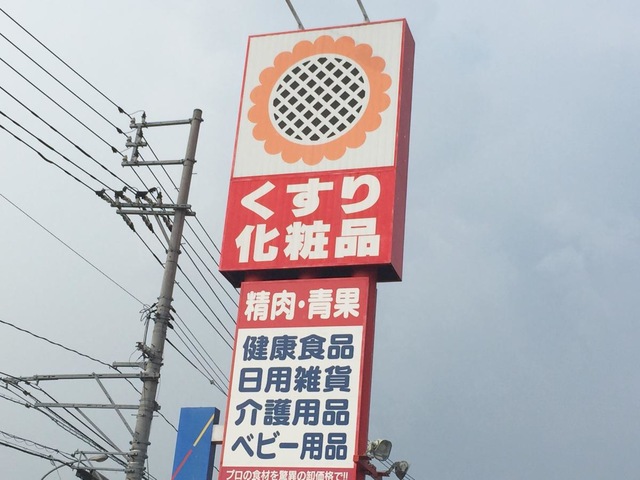 くすり
化粧品
精肉・青果
健康食品
日用雑貨
介護用品
ベビー用品
プロの食材を驚異の卸価格で!!